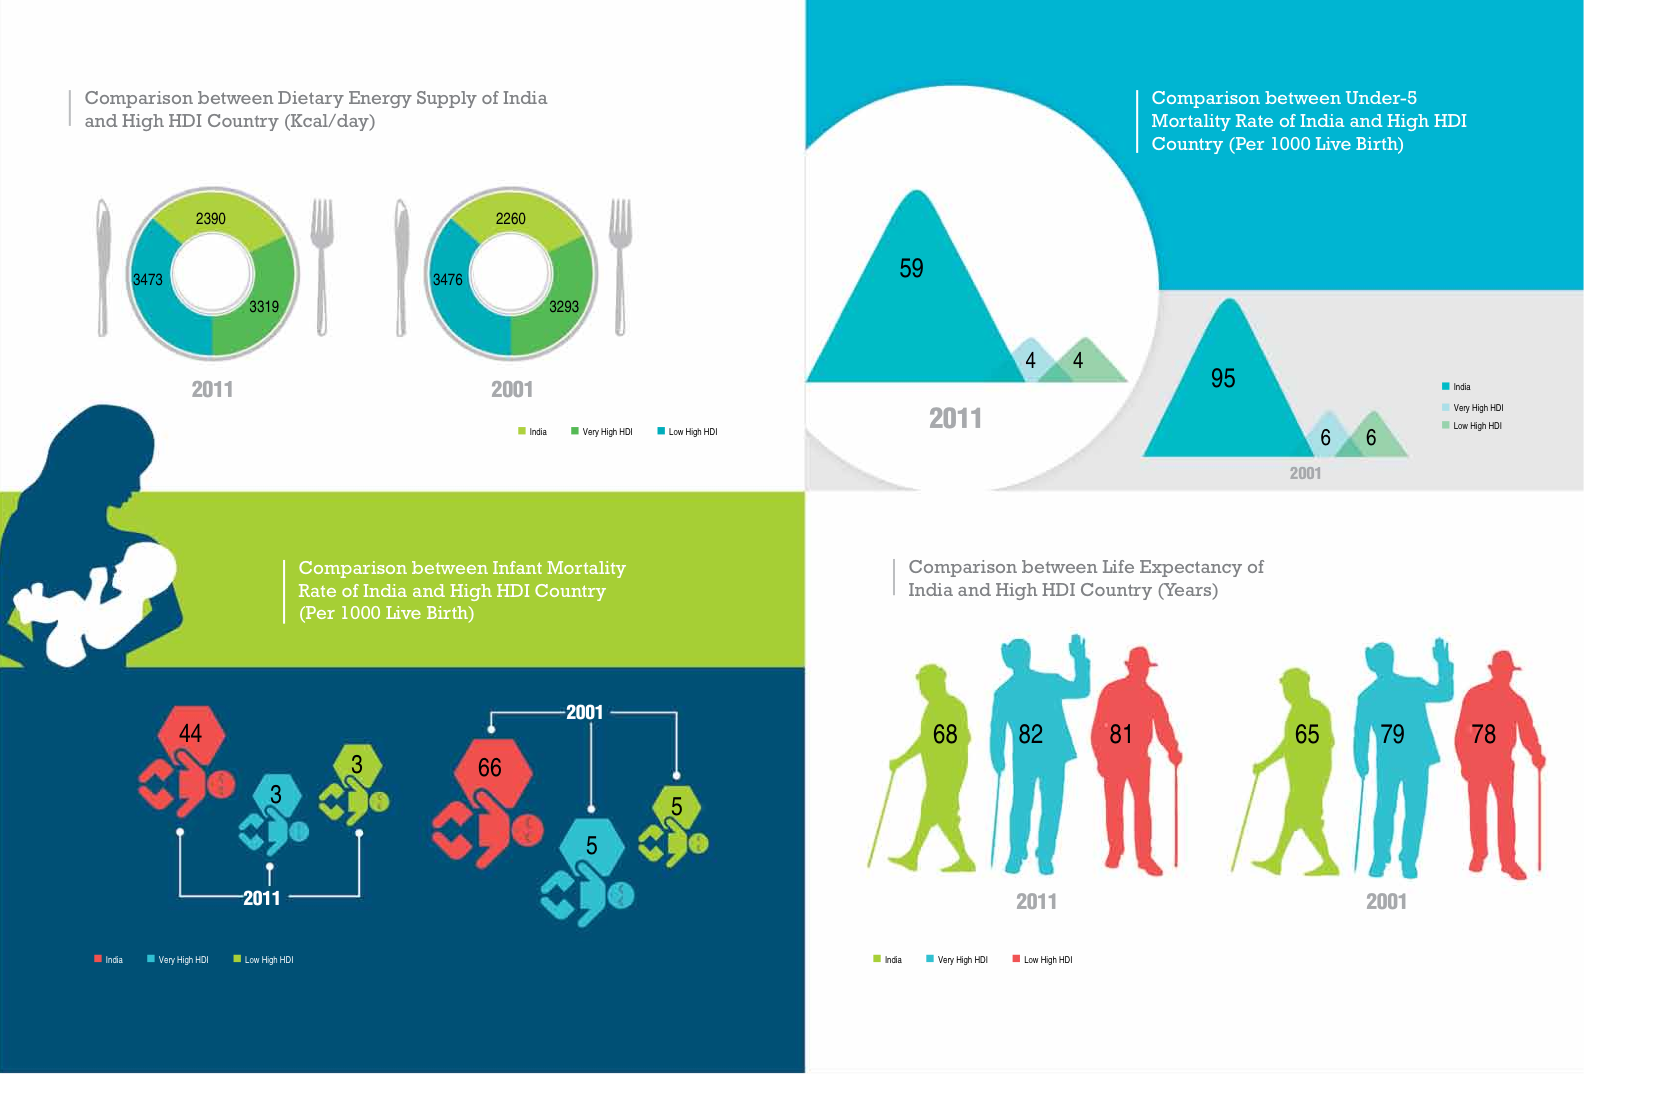 Comparison between Dietary Energy Supply of India
and High HDI Country (Kcal/day)
2390
3473
3319
2011
2260
3476
3293
2001
India
Very High HDI
Low High HDI
Comparison between Under-5
Mortality Rate of India and High HDI
Country (Per 1000 Live Birth)
59
4
4
2011
95
6
6
2001
India
Very High HDI
Low High HDI
Comparison between Infant Mortality
Rate of India and High HDI Country
(Per 1000 Live Birth)
44
3
3
2011
2001
66
5
5
India
Very High HDI
Low High HDI
Comparison between Life Expectancy of
India and High HDI Country (Years)
68
82
81
2011
65
79
78
2001
India
Very High HDI
Low High HDI